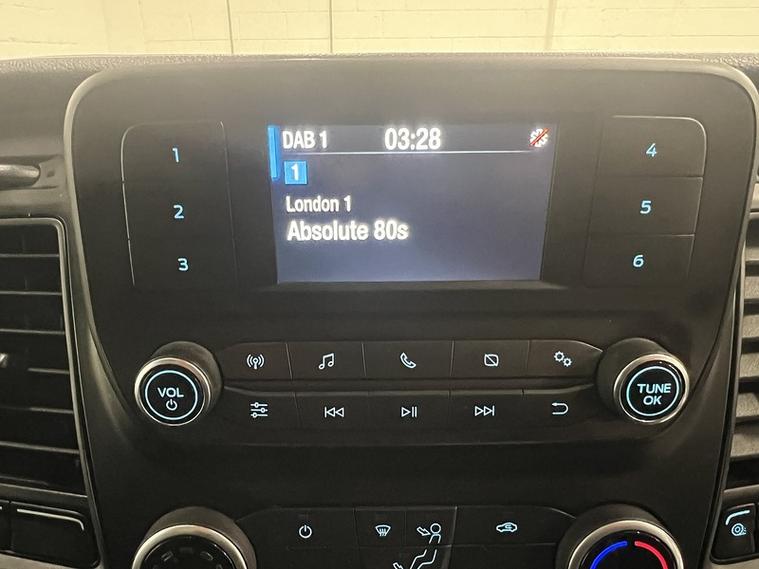 DAB 1 03:28
1
London 1
Absolute 80s
1
2
3
4
5
6
VOL
TUNE
OK